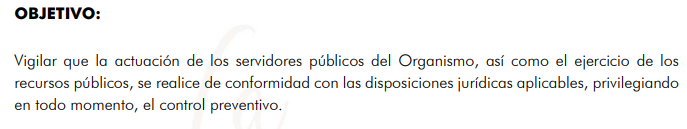 OBJETIVO:
Vigilar que la actuación de los servidores públicos del Organismo, así como el ejercicio de los
recursos públicos, se realice de conformidad con las disposiciones jurídicas aplicables, privilegiando
en todo momento, el control preventivo.